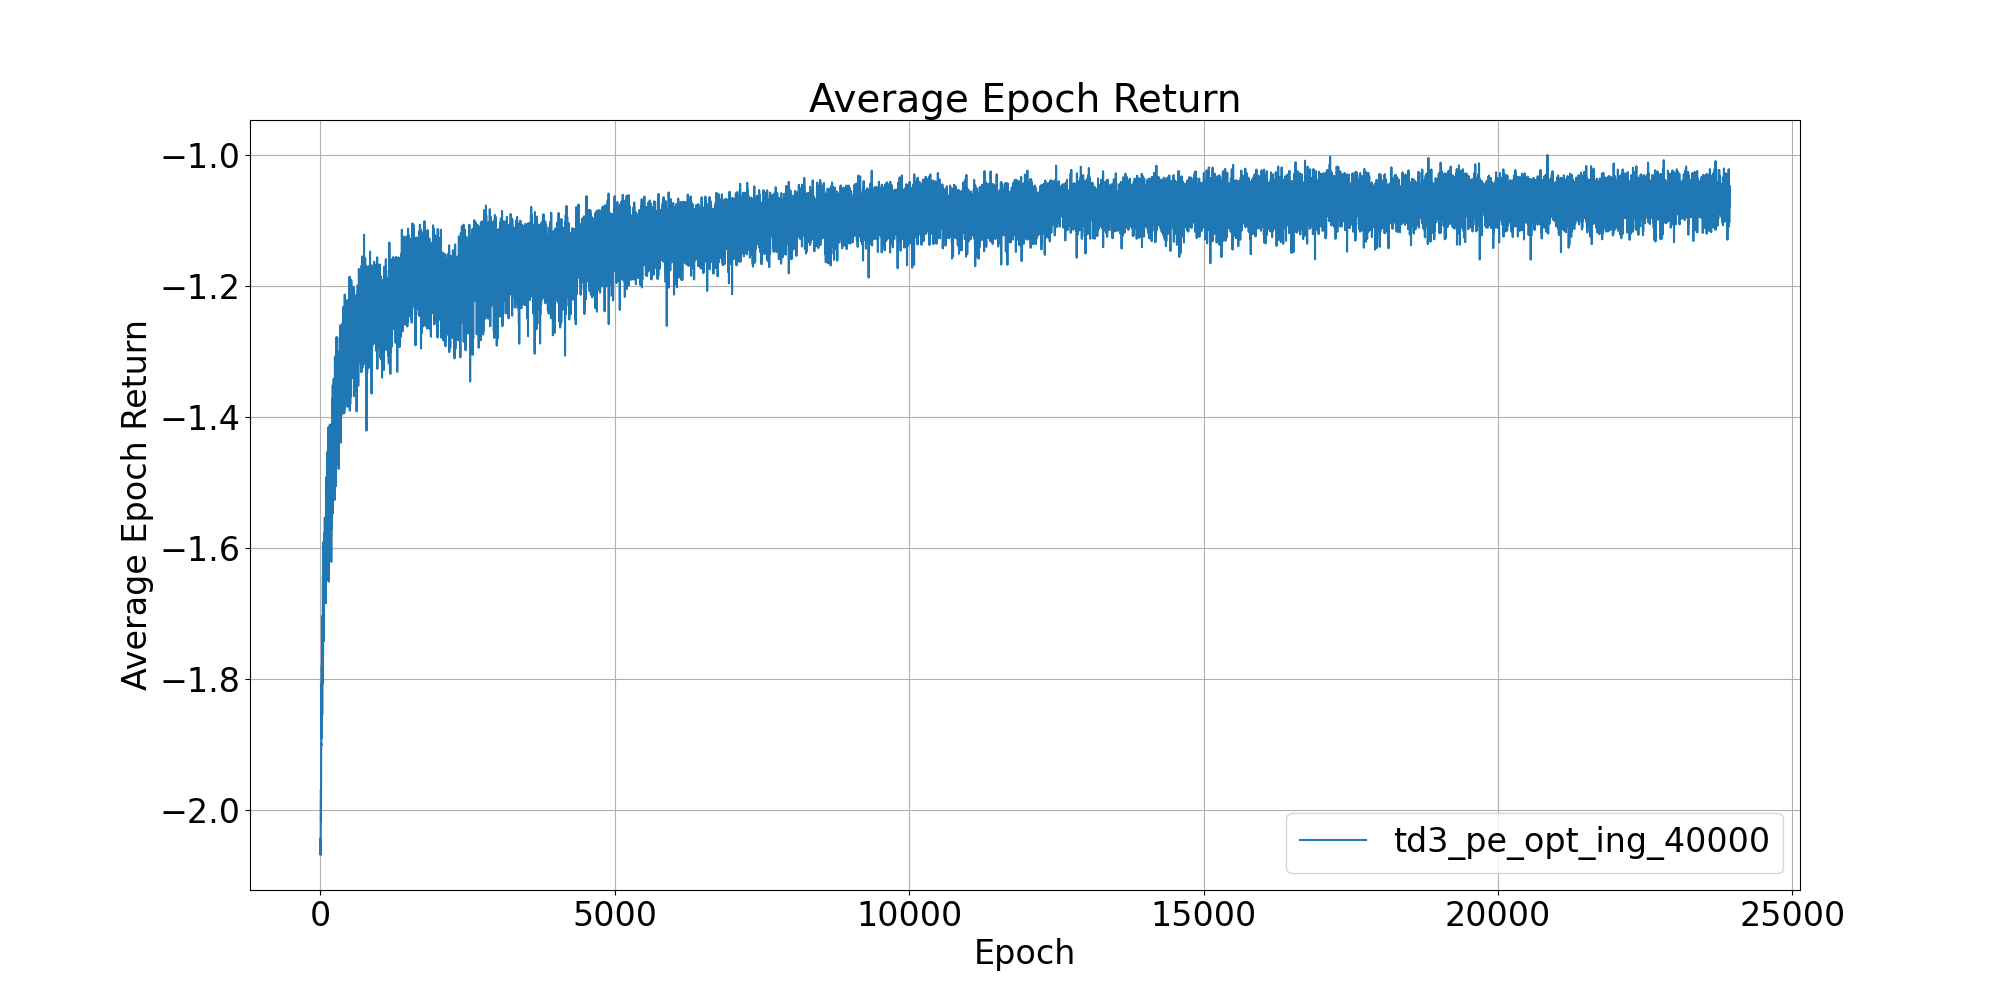 Average Epoch Return
Average Epoch Return
−1.0
−1.2
−1.4
−1.6
−1.8
−2.0
td3_pe_opt_ing_40000
0 5000 10000 15000 20000 25000
Epoch